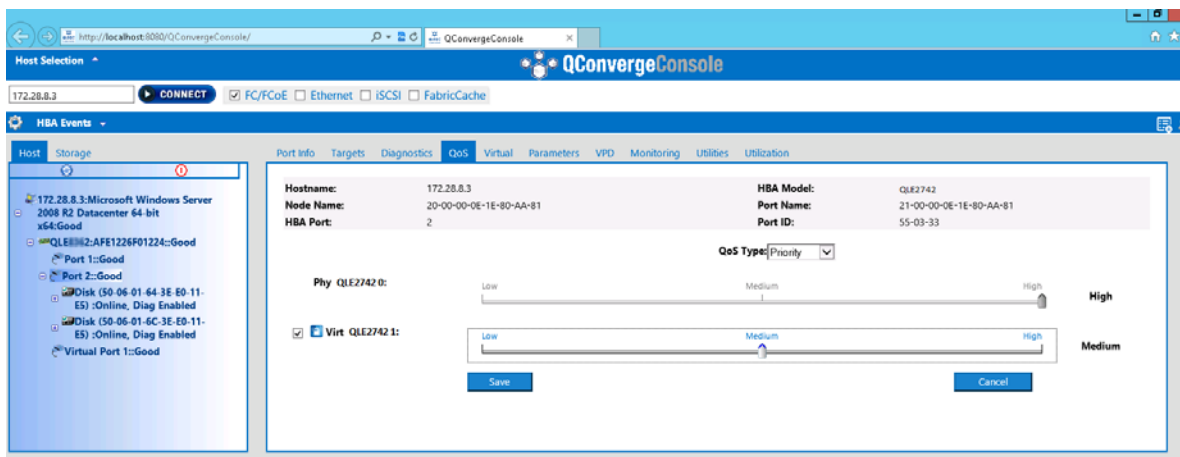 http://localhost:8080/QConvergeConsole/
QConvergeConsole
Host Selection
QConvergeConsole
172.28.8.3
CONNECT
FC/FCoE Ethernet iSCSI FabricCache
HBA Events
Host Storage
Port Info Targets Diagnostics QoS Virtual Parameters VPD Monitoring Utilities Utilization
172.28.8.3:Microsoft Windows Server
2008 R2 Datacenter 64-bit
x64:Good
2:AFE1226F01224::Good
Port 1::Good
Port 2::Good
Disk (50-06-01-64-3E-E0-11-
E5) :Online, Diag Enabled
Disk (50-06-01-6C-3E-E0-11-
E5) :Online, Diag Enabled
Virtual Port 1::Good
Hostname: 172.28.8.3 HBA Model: QLE2742
Node Name: 20-00-00-0E-1E-80-AA-81 Port Name: 21-00-00-0E-1E-80-AA-81
HBA Port: 2 Port ID: 55-03-33
QoS Type: Priority
Phy QLE2742 0: Low Medium High High
Virt QLE2742 1: Low Medium High Medium
Save Cancel